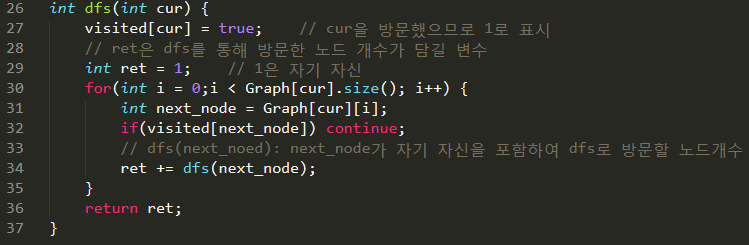 26 int dfs(int cur) {
27     visited[cur] = true;    // cur을 방문했으므로 1로 표시
28     // ret은 dfs를 통해 방문한 노드 개수가 담길 변수
29     int ret = 1;    // 1은 자기 자신
30     for(int i = 0;i < Graph[cur].size(); i++) {
31         int next_node = Graph[cur][i];
32         if(visited[next_node]) continue;
33         // dfs(next_noed): next_node가 자기 자신을 포함하여 dfs로 방문할 노드개수
34         ret += dfs(next_node);
35     }
36     return ret;
37 }